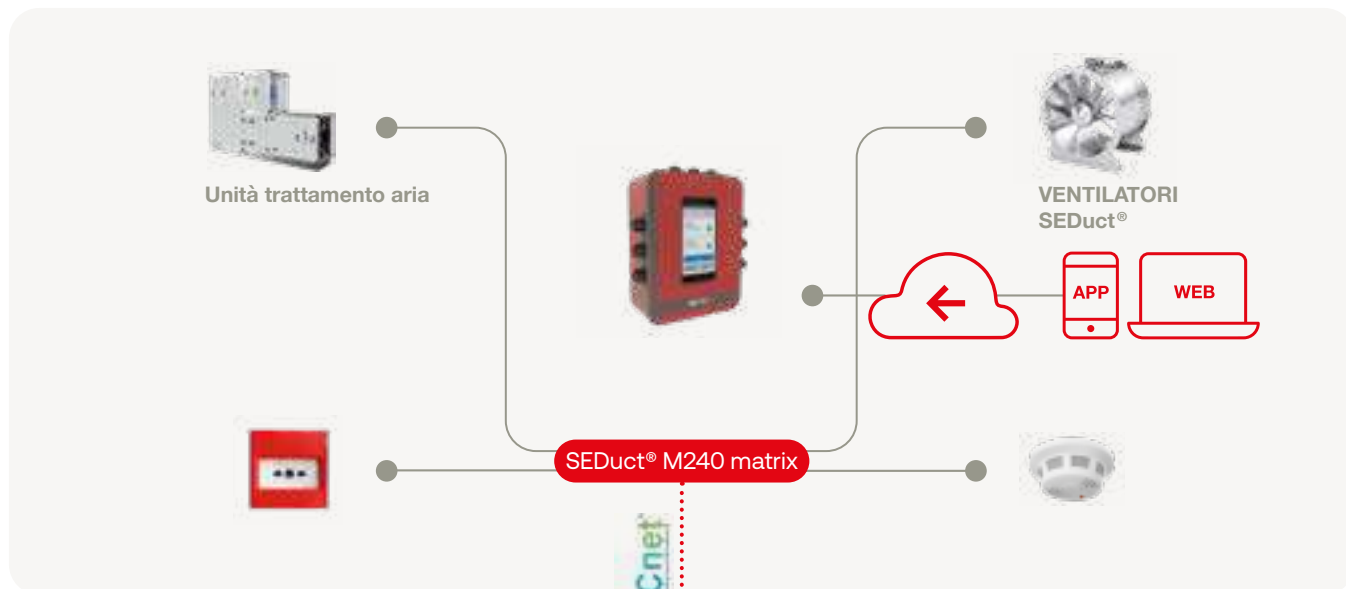 Unità trattamento aria
VENTILATORI
SEDuct®
APP
WEB
SEDuct® M240 matrix